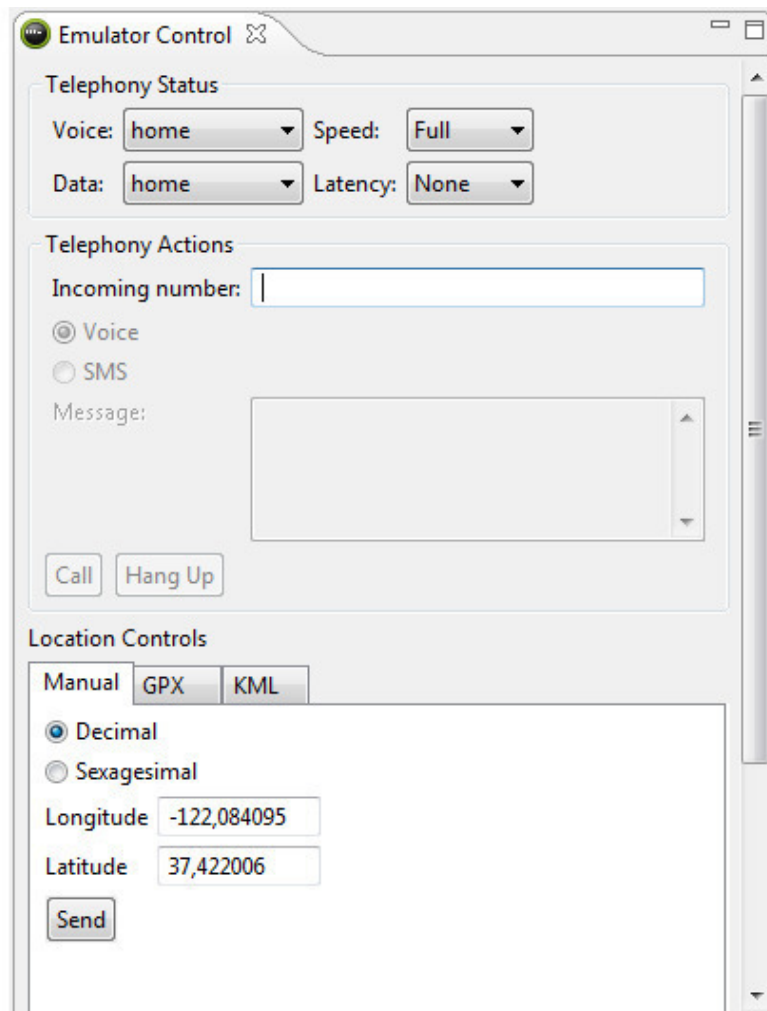 Emulator Control
Telephony Status
Voice: home Speed: Full
Data: home Latency: None
Telephony Actions
Incoming number:
Voice
SMS
Message:
Call Hang Up
Location Controls
Manual GPX KML
Decimal
Sexagesimal
Longitude -122,084095
Latitude 37,422006
Send